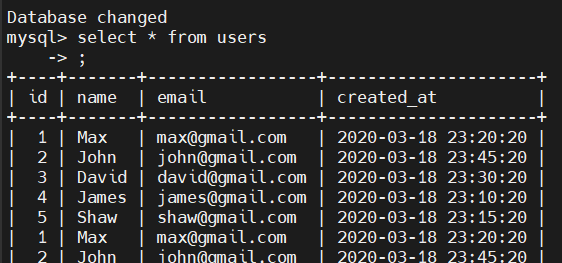 Database changed
mysql> select * from users
    -> ;
+----+-------+-----------------+---------------------+
| id | name  | email           | created_at          |
+----+-------+-----------------+---------------------+
|  1 | Max   | max@gmail.com   | 2020-03-18 23:20:20 |
|  2 | John  | john@gmail.com  | 2020-03-18 23:45:20 |
|  3 | David | david@gmail.com | 2020-03-18 23:30:20 |
|  4 | James | james@gmail.com | 2020-03-18 23:10:20 |
|  5 | Shaw  | shaw@gmail.com  | 2020-03-18 23:15:20 |
|  1 | Max   | max@gmail.com   | 2020-03-18 23:20:20 |
|  2 | John  | john@gmail.com  | 2020-03-18 23:45:20 |